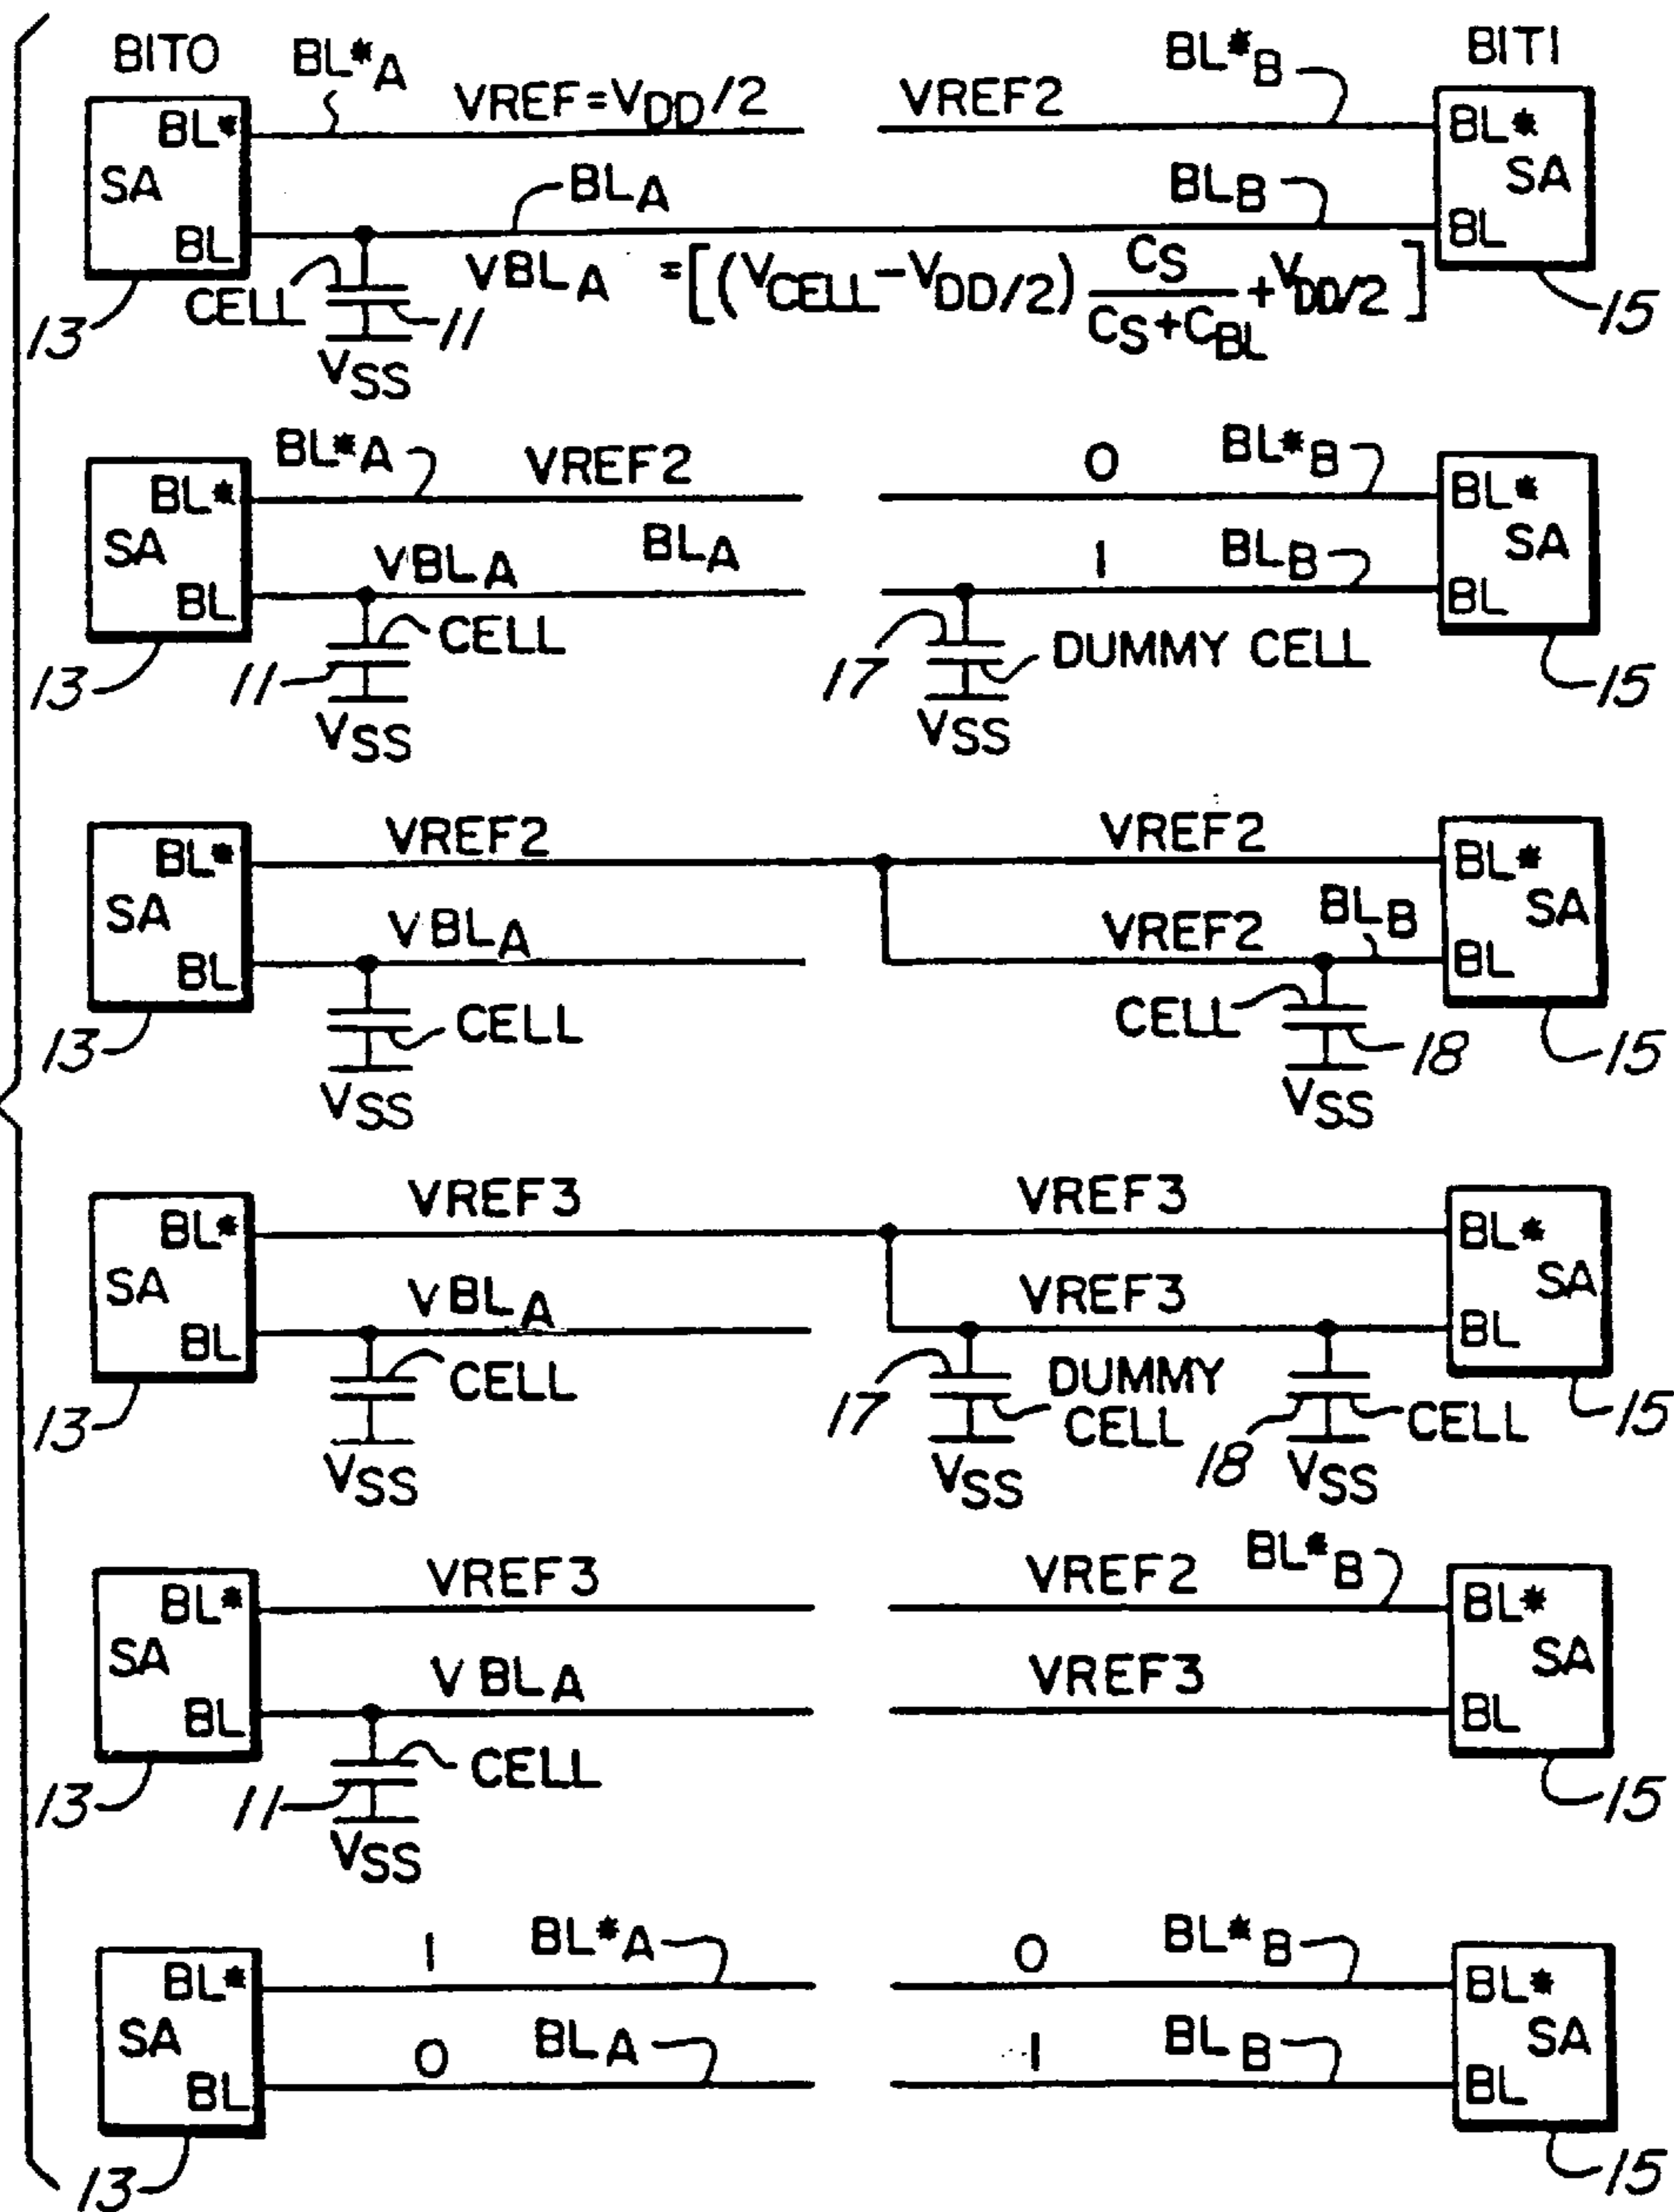 BIT0 BL*A VREF=VDD/2 VREF2 BL*B BIT1
BL* BL*
SA BLA BLB SA
BL BL
CELL VBLA =[(VCELL-VDD/2) CS/CS+CBL +VDD/2]
13 11 15
VSS
BL*A VREF2 0 BL*B
BL* BL*
SA VBLA BLA 1 BLB SA
BL BL
CELL DUMMY CELL
13 11 17 15
VSS VSS
VREF2 VREF2
BL* BL*
SA VBLA VREF2 BLB SA
BL BL
CELL CELL
13 18 15
VSS VSS
VREF3 VREF3
BL* BL*
SA VBLA VREF3 SA
BL BL
CELL DUMMY CELL CELL
13 17 18 15
VSS VSS VSS
VREF3 VREF2 BL*B
BL* BL*
SA VBLA VREF3 SA
BL BL
CELL
13 11 15
VSS
1 BL*A 0 BL*B
BL* BL*
SA 0 BLA 1 BLB SA
BL BL
13 15